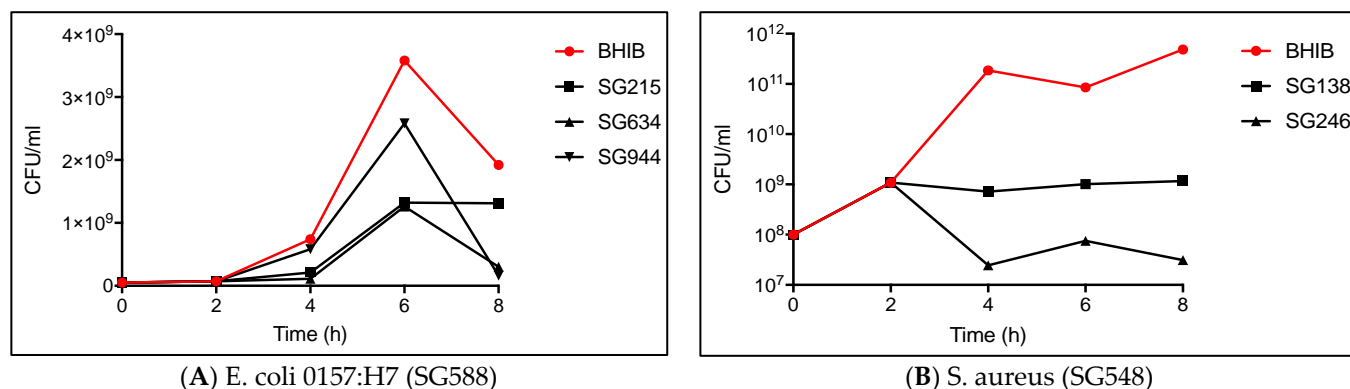 4×10⁹
3×10⁹
2×10⁹
1×10⁹
0
CFU/ml
0 2 4 6 8
Time (h)
BHIB
SG215
SG634
SG944
(A) E. coli 0157:H7 (SG588)
10¹²
10¹¹
10¹⁰
10⁹
10⁸
10⁷
CFU/ml
0 2 4 6 8
Time (h)
BHIB
SG138
SG246
(B) S. aureus (SG548)